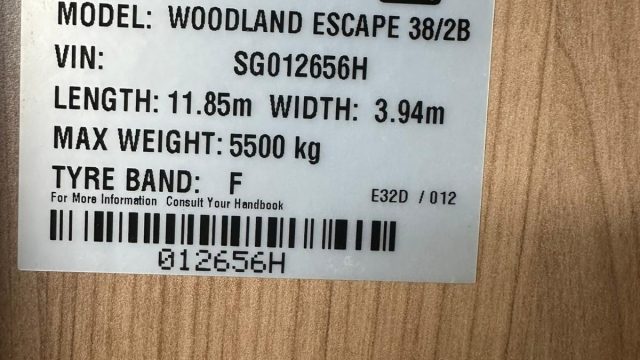 MODEL: WOODLAND ESCAPE 38/2B
VIN: SG012656H
LENGTH: 11.85m WIDTH: 3.94m
MAX WEIGHT: 5500 kg
TYRE BAND: F
For More Information Consult Your Handbook E32D / 012
012656H